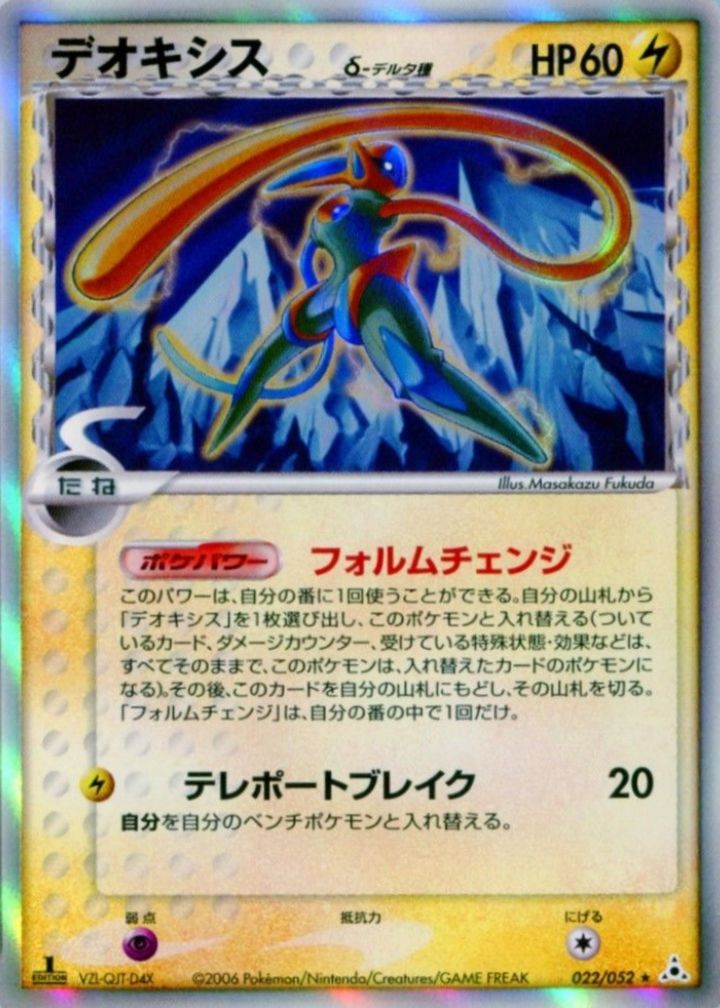 デオキシス δ-デルタ種 HP60
δ
たね
Illus.Masakazu Fukuda
ポケパワー フォルムチェンジ
このパワーは、自分の番に1回使うことができる。自分の山札から
「デオキシス」を1枚選び出し、このポケモンと入れ替える(ついて
いるカード、ダメージカウンター、受けている特殊状態・効果などは、
すべてそのままで、このポケモンは、入れ替えたカードのポケモンに
なる)。その後、このカードを自分の山札にもどし、その山札を切る。
「フォルムチェンジ」は、自分の番の中で1回だけ。
テレポートブレイク 20
自分を自分のベンチポケモンと入れ替える。
弱点 抵抗力 にげる
1 EDITION VZL-QJT-D4X ©2006 Pokémon/Nintendo/Creatures/GAME FREAK 022/052 ★